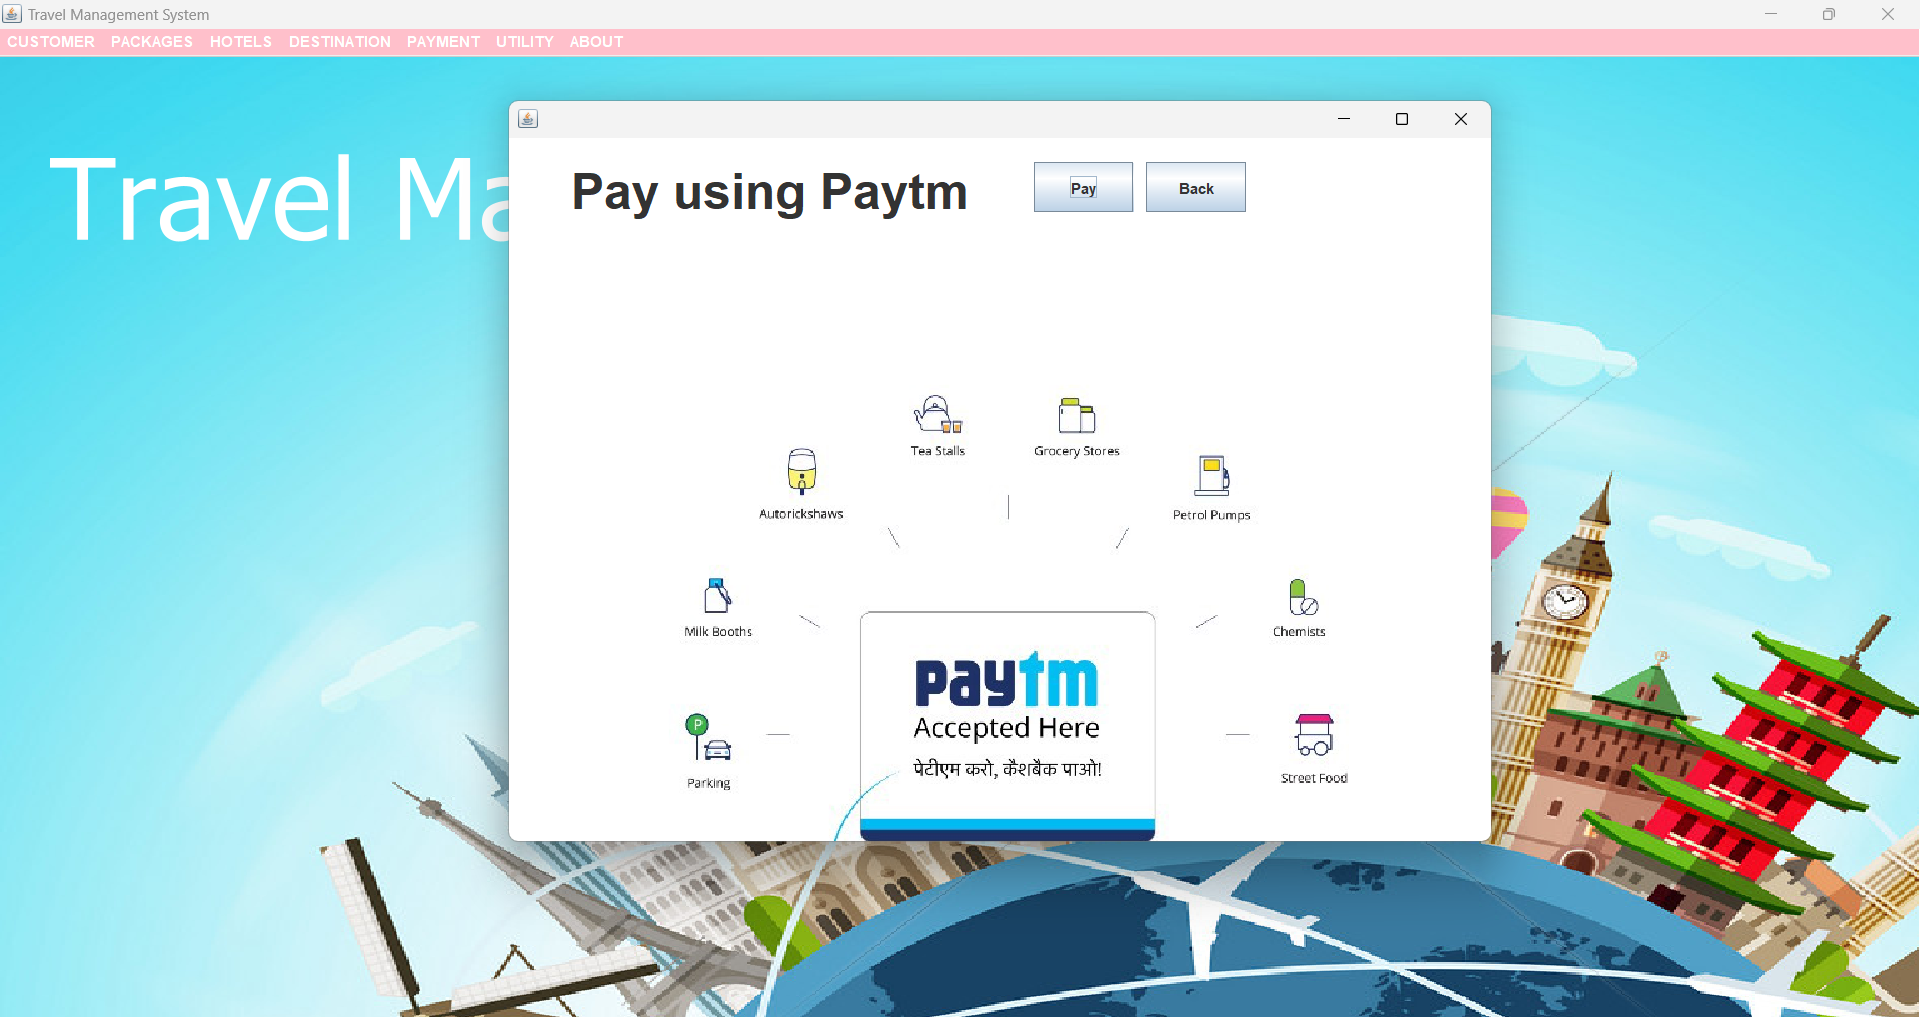 Travel Management System
CUSTOMER PACKAGES HOTELS DESTINATION PAYMENT UTILITY ABOUT
Travel Ma
Pay using Paytm
Pay
Back
Tea Stalls
Grocery Stores
Autorickshaws
Petrol Pumps
Milk Booths
Chemists
paytm
Accepted Here
पेटीएम करो, कैशबैक पाओ!
P
Parking
Street Food